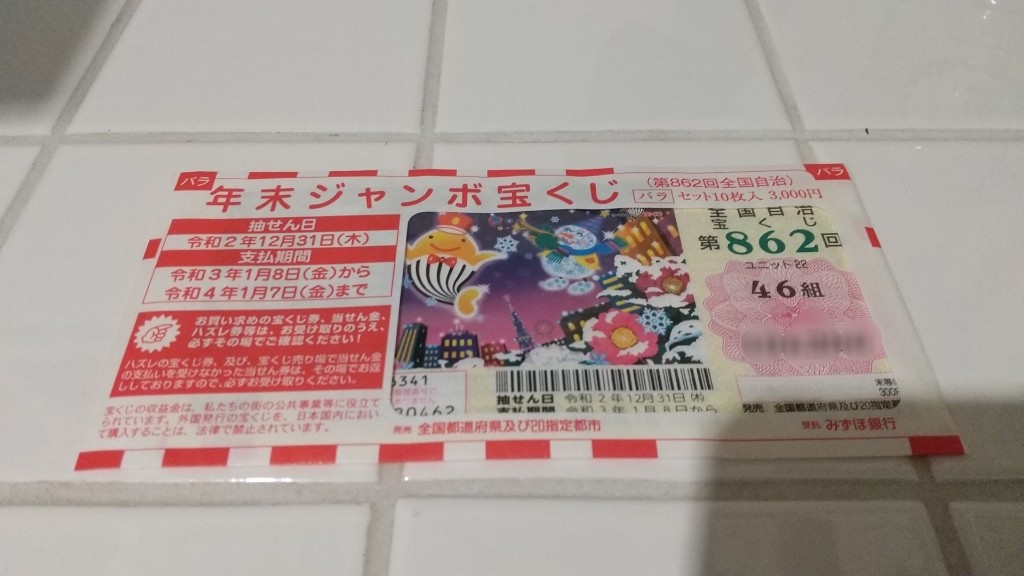 バラ
バラ
年末ジャンボ宝くじ
(第862回全国自治)
バラ セット10枚入 3,000円
抽せん日
令和2年12月31日(木)
支払期間
令和3年1月8日(金)から
令和4年1月7日(金)まで
お買い求めの宝くじ券、当せん金、
ハズレ券等は、お受け取りのうえ、
必ずその場でご確認ください!
ハズレの宝くじ券、及び、宝くじ売り場で当せん金
の支払いを受けなかった当せん券は、その場でお返
ししておりますので、必ずお受け取りください。
宝くじの収益金は、私たちの街の公共事業等に役立て
られています。外国発行の宝くじを、日本国内におい
て購入することは、法律で禁止されています。
全国自治
宝くじ
第862回
ユニット22
46組
6341
20462
抽せん日 令和2年12月31日(木)
支払期間 令和3年1月8日から
300円
発売 全国都道府県及び20指定都市
発売 全国都道府県及び20指定
受託 みずほ銀行